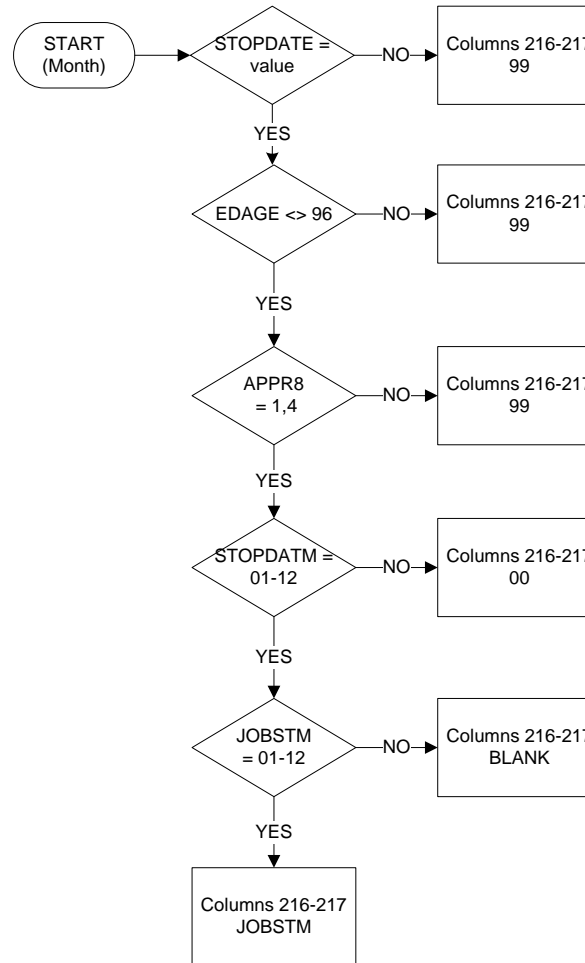 START
(Month)
STOPDATE =
value
NO
Columns 216-217
99
YES
EDAGE <> 96
NO
Columns 216-217
99
YES
APPR8
= 1,4
NO
Columns 216-217
99
YES
STOPDATM =
01-12
NO
Columns 216-217
00
YES
JOBSTM
= 01-12
NO
Columns 216-217
BLANK
YES
Columns 216-217
JOBSTM